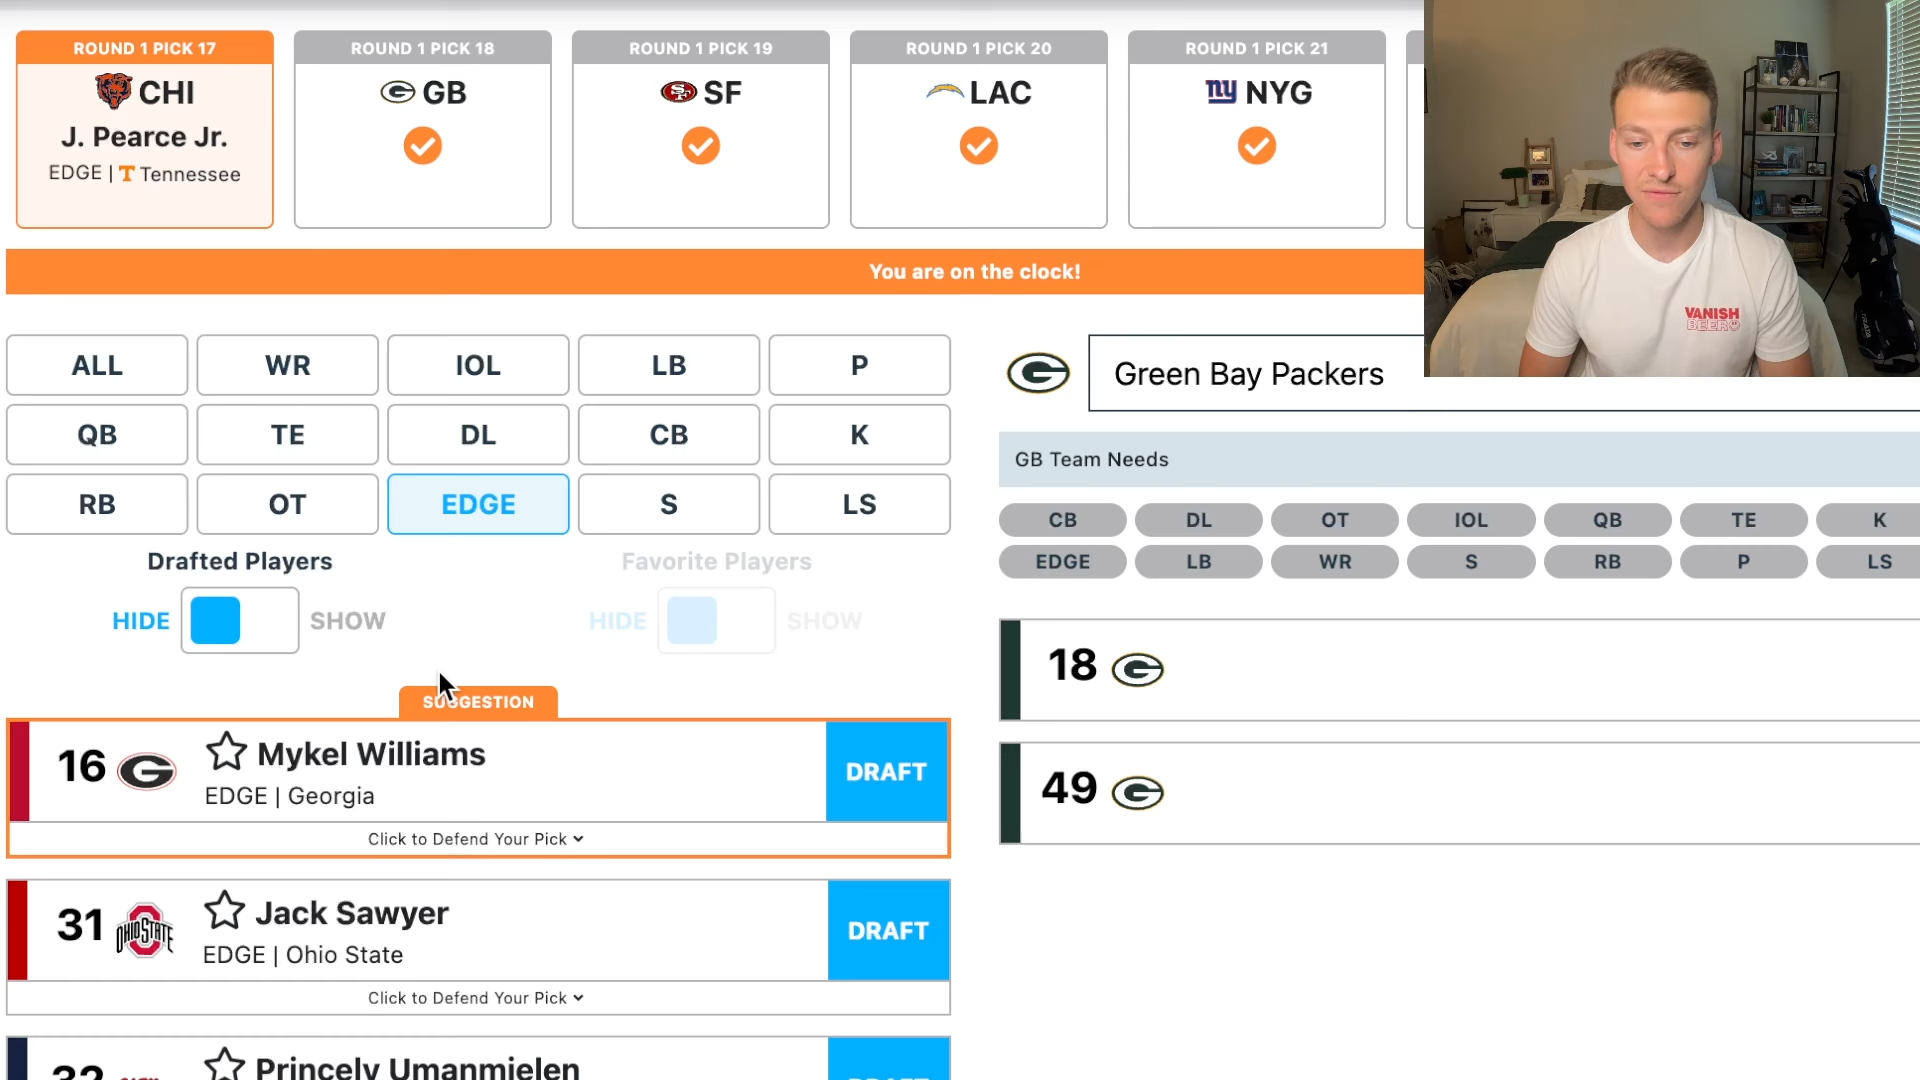 ROUND 1 PICK 17
CHI
J. Pearce Jr.
EDGE | T Tennessee
ROUND 1 PICK 18
GB
ROUND 1 PICK 19
SF
ROUND 1 PICK 20
LAC
ROUND 1 PICK 21
ny NYG
You are on the clock!
VANISH
BEER
ALL WR IOL LB P
QB TE DL CB K
RB OT EDGE S LS
Drafted Players
HIDE SHOW
Favorite Players
HIDE SHOW
SUGGESTION
16 G Mykel Williams
EDGE | Georgia
DRAFT
Click to Defend Your Pick
31 OHIO STATE Jack Sawyer
EDGE | Ohio State
DRAFT
Click to Defend Your Pick
32 Princely Umanmielen
Green Bay Packers
GB Team Needs
CB DL OT IOL QB TE K
EDGE LB WR S RB P LS
18 G
49 G